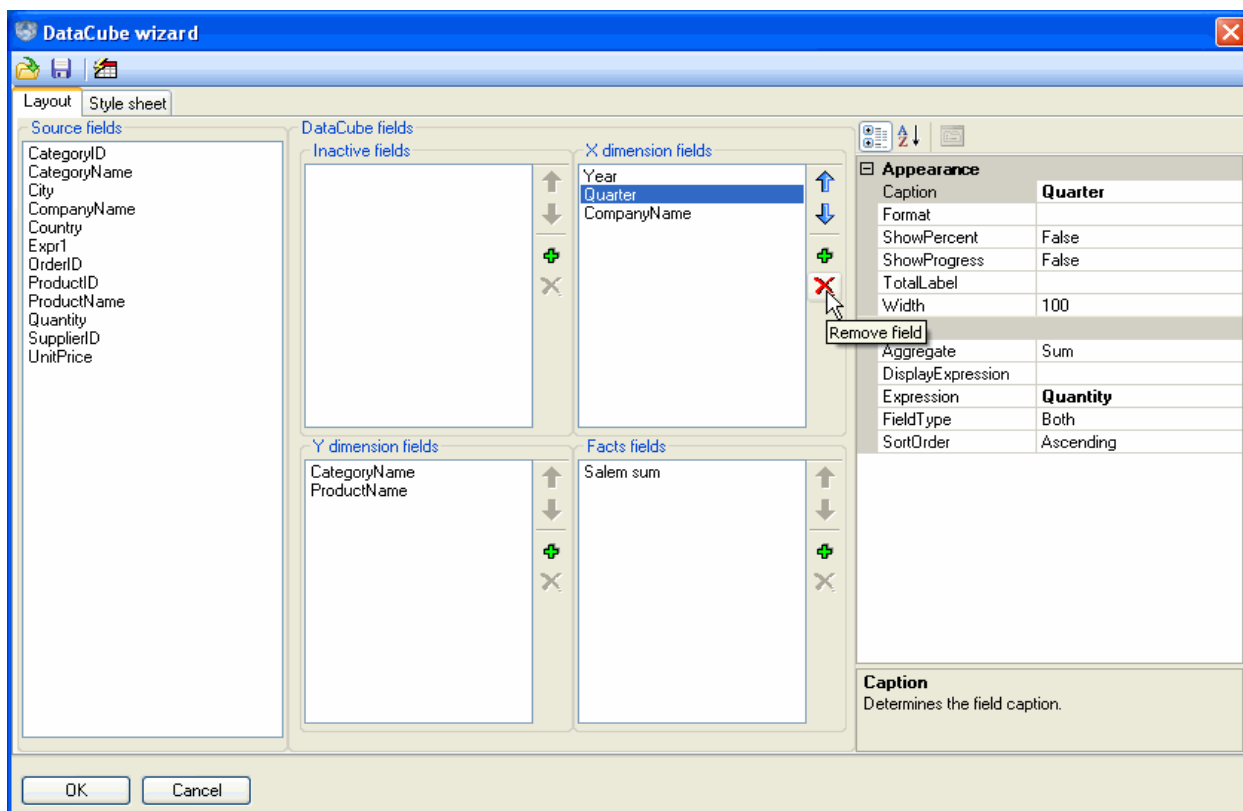 DataCube wizard
Layout
Style sheet
Source fields
CategoryID
CategoryName
City
CompanyName
Country
Expr1
OrderID
ProductID
ProductName
Quantity
SupplierID
UnitPrice
DataCube fields
Inactive fields
X dimension fields
Year
Quarter
CompanyName
Remove field
Y dimension fields
CategoryName
ProductName
Facts fields
Salem sum
Appearance
Caption Quarter
Format
ShowPercent False
ShowProgress False
TotalLabel
Width 100
Aggregate Sum
DisplayExpression
Expression Quantity
FieldType Both
SortOrder Ascending
Caption
Determines the field caption.
OK
Cancel